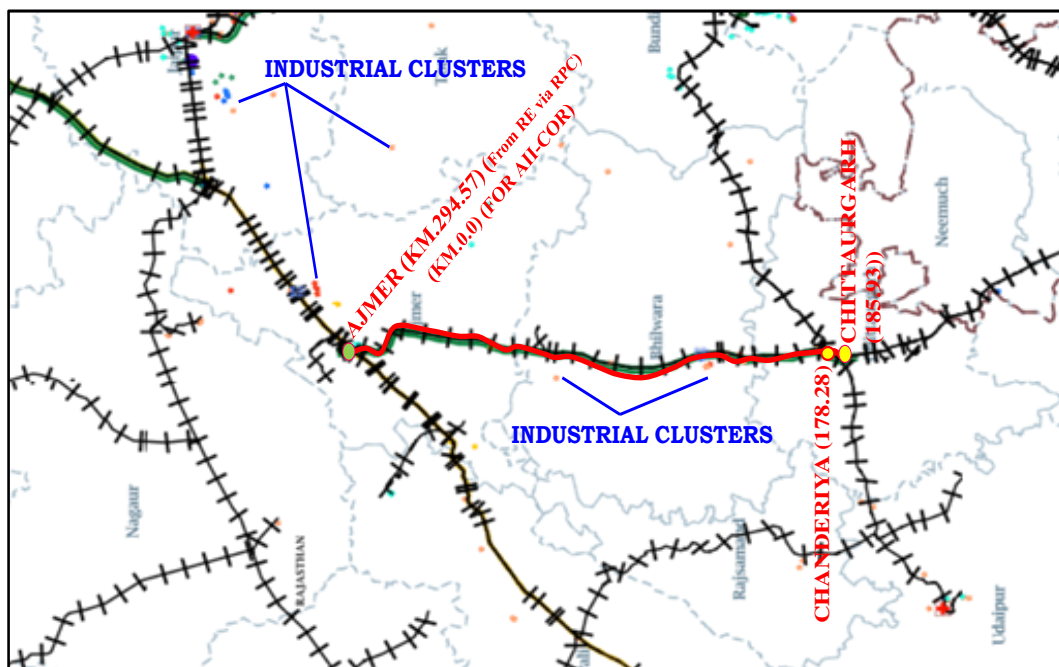 INDUSTRIAL CLUSTERS
AJMER (KM.294.57) (From RE via RPC)
(KM.0.0) (FOR AII-COR)
CHITTAURGARH
(185.93))
CHANDERIYA (178.28)
INDUSTRIAL CLUSTERS
Tonk
Bundi
Neemuch
Bhilwara
Nagaur
RAJASTHAN
Rajsamand
Udaipur